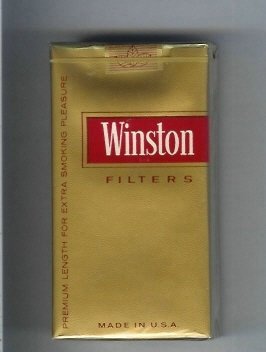 Winston
FILTERS
PREMIUM LENGTH FOR EXTRA SMOKING PLEASURE
MADE IN U.S.A.